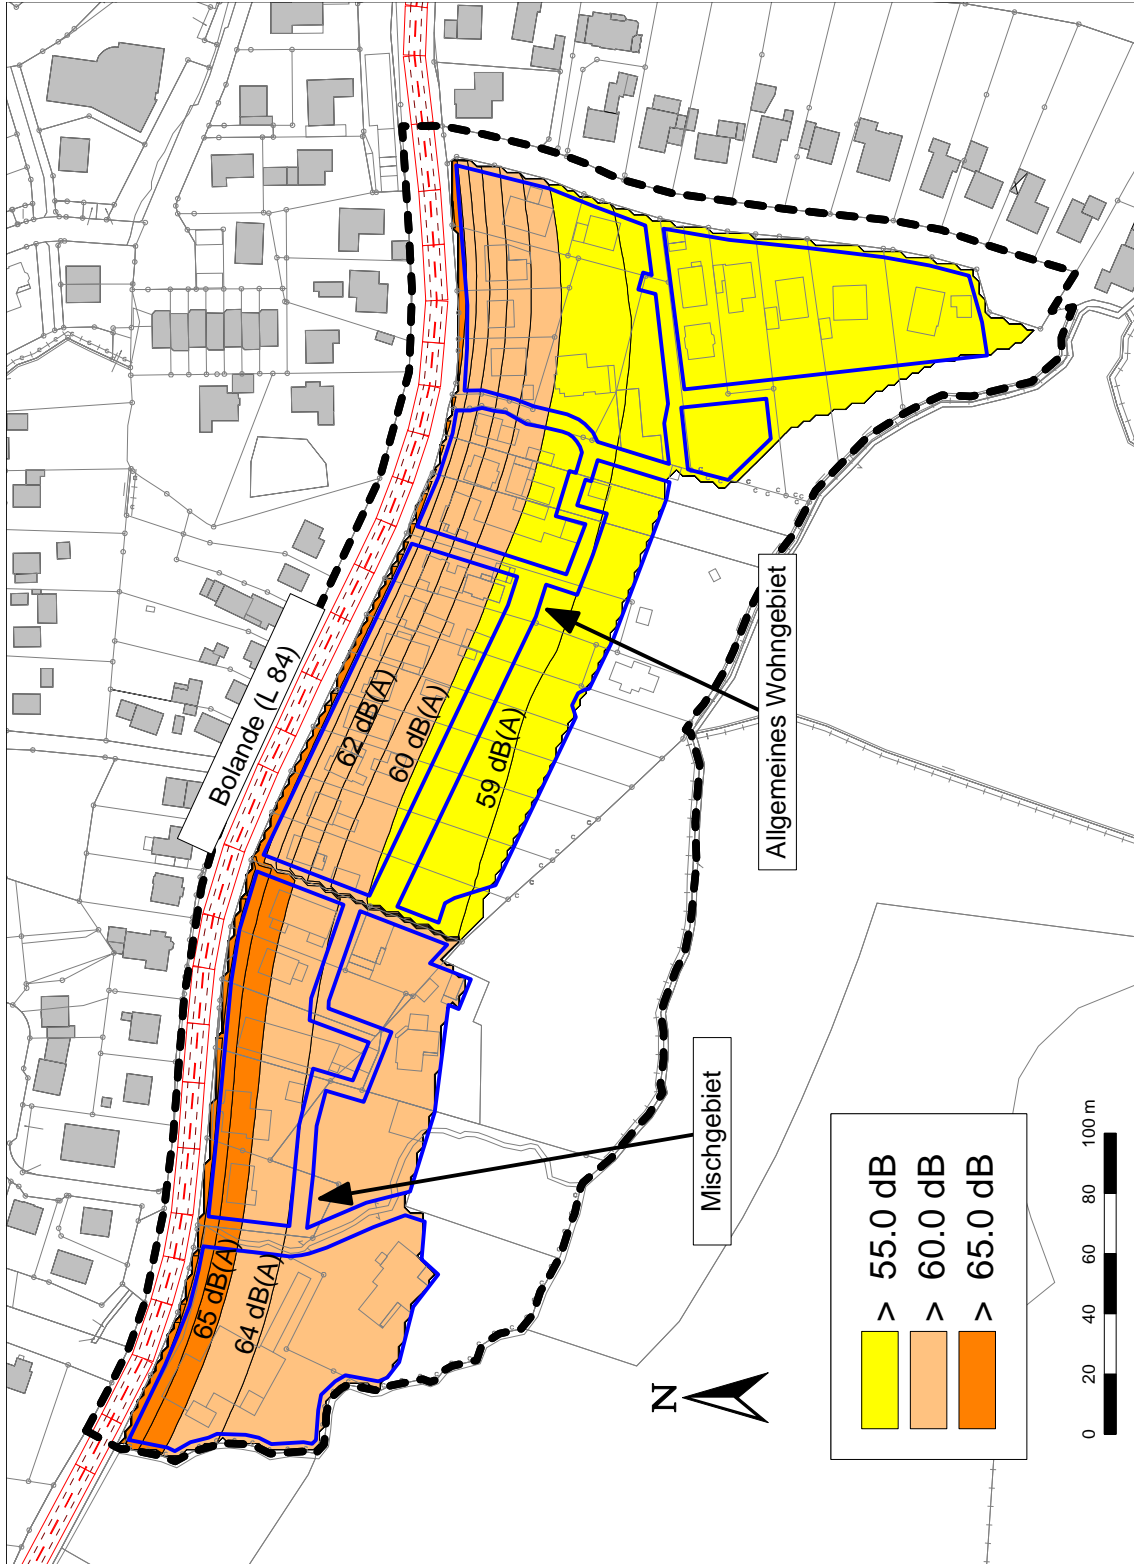 Bolande (L 84)
62 dB(A)
60 dB(A)
59 dB(A)
65 dB(A)
64 dB(A)
Allgemeines Wohngebiet
Mischgebiet
N
> 55.0 dB
> 60.0 dB
> 65.0 dB
0 20 40 60 80 100 m